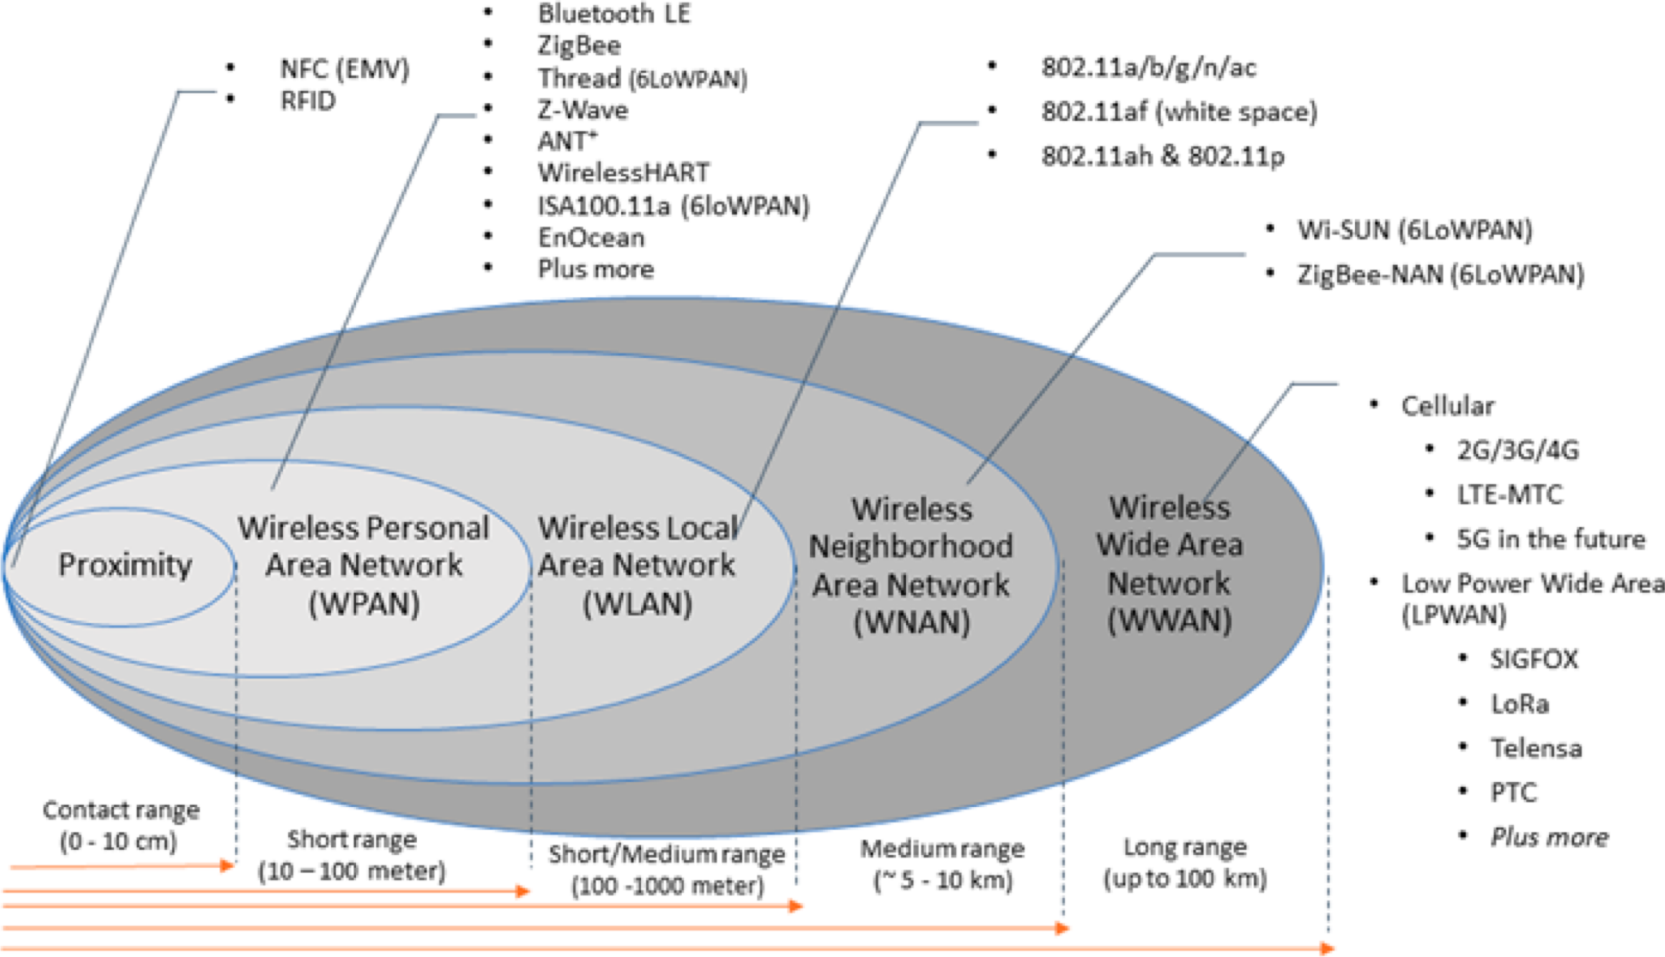 • NFC (EMV)
• RFID
• Bluetooth LE
• ZigBee
• Thread (6LoWPAN)
• Z-Wave
• ANT+
• WirelessHART
• ISA100.11a (6loWPAN)
• EnOcean
• Plus more
• 802.11a/b/g/n/ac
• 802.11af (white space)
• 802.11ah & 802.11p
• Wi-SUN (6LoWPAN)
• ZigBee-NAN (6LoWPAN)
• Cellular
• 2G/3G/4G
• LTE-MTC
• 5G in the future
• Low Power Wide Area
(LPWAN)
• SIGFOX
• LoRa
• Telensa
• PTC
• Plus more
Proximity
Wireless Personal
Area Network
(WPAN)
Wireless Local
Area Network
(WLAN)
Wireless
Neighborhood
Area Network
(WNAN)
Wireless
Wide Area
Network
(WWAN)
Contact range
(0 - 10 cm)
Short range
(10 – 100 meter)
Short/Medium range
(100 -1000 meter)
Medium range
(~ 5 - 10 km)
Long range
(up to 100 km)